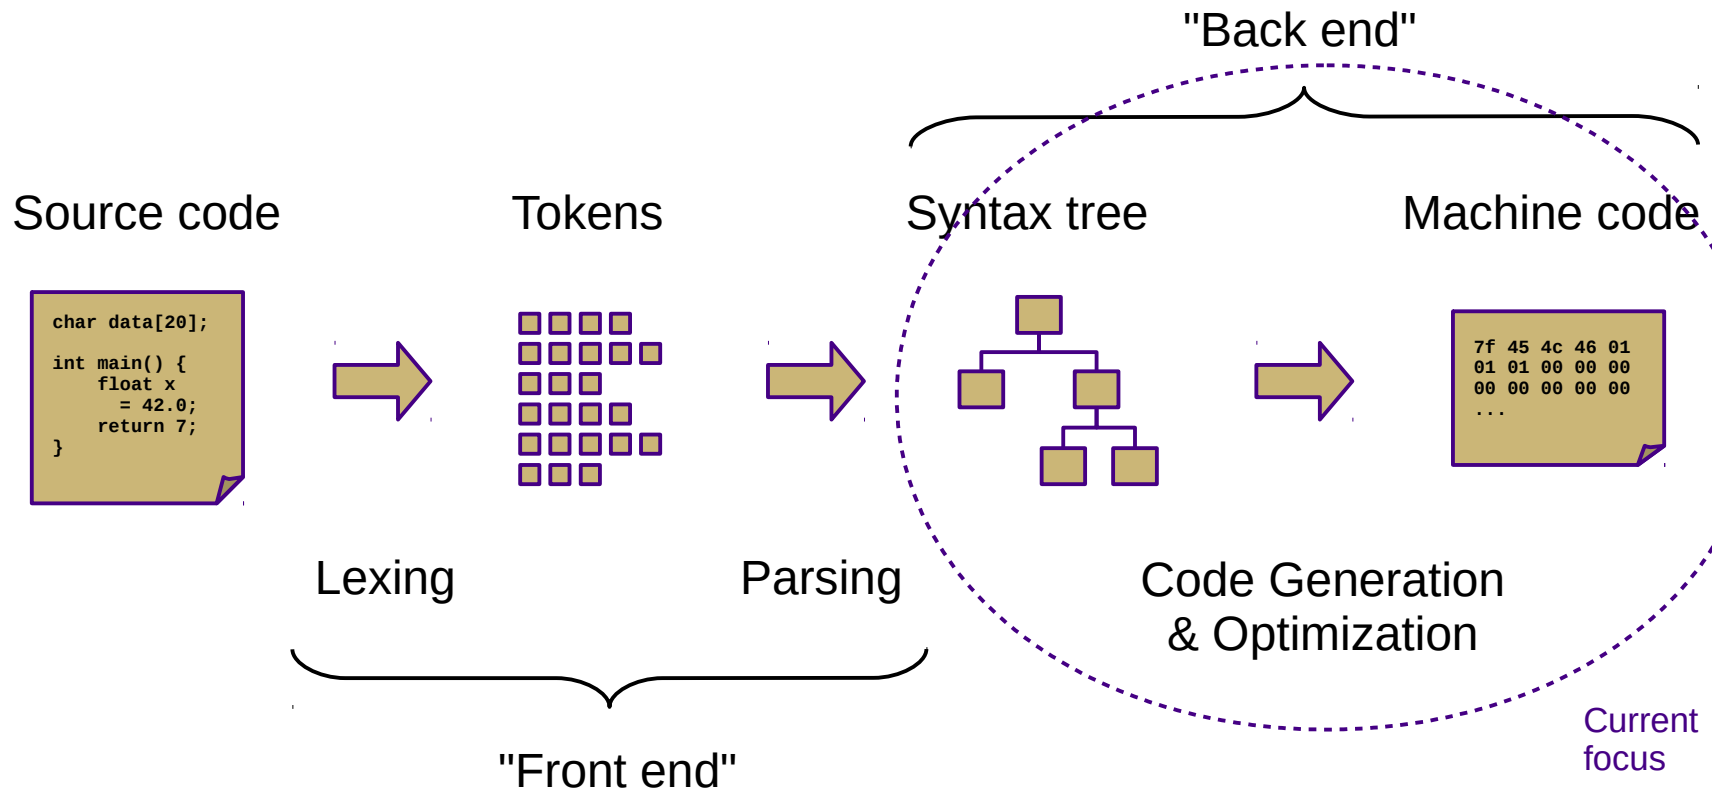 "Back end"
Source code
Tokens
Syntax tree
Machine code
char data[20];
int main() {
    float x
      = 42.0;
    return 7;
}
7f 45 4c 46 01
01 01 00 00 00
00 00 00 00 00
...
Lexing
Parsing
Code Generation
& Optimization
"Front end"
Current
focus